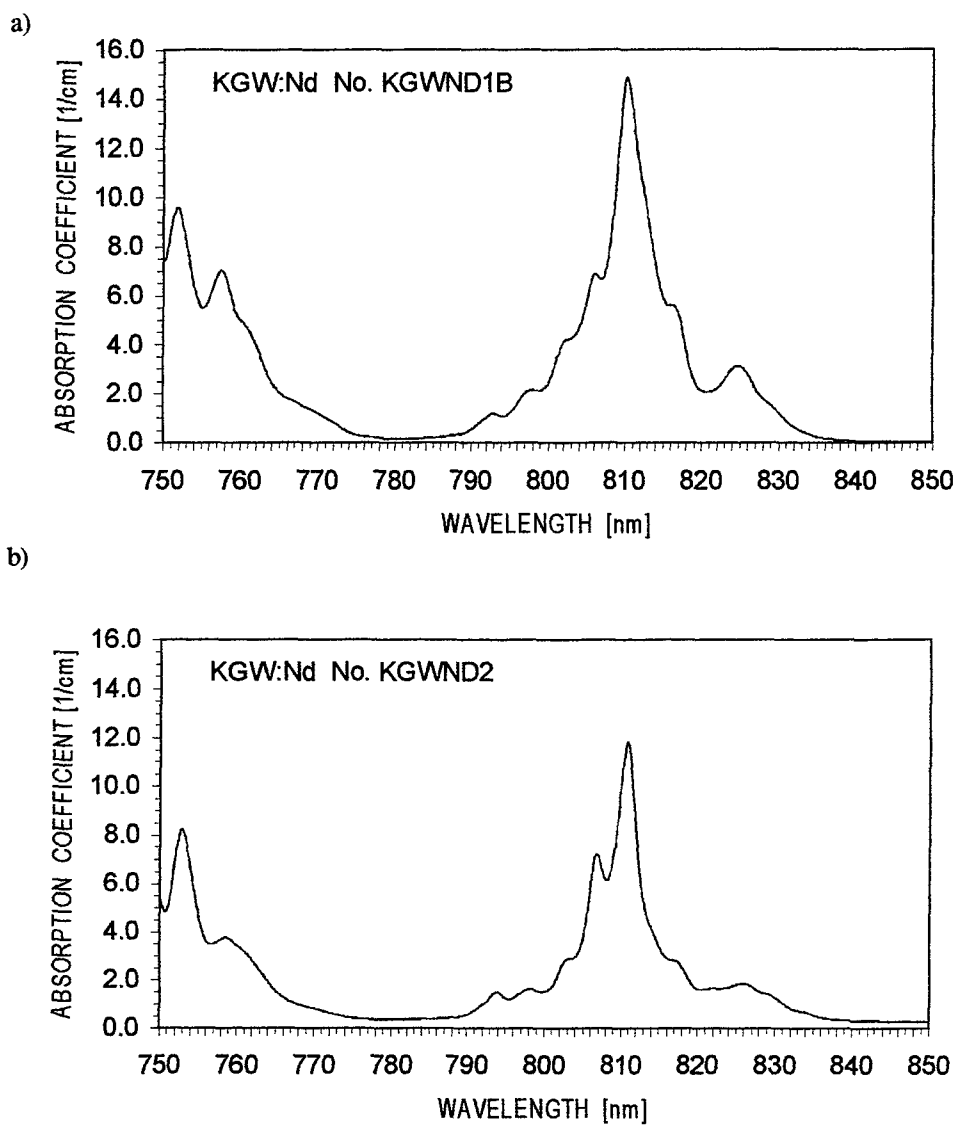 a)
KGW:Nd No. KGWND1B
ABSORPTION COEFFICIENT [1/cm]
16.0
14.0
12.0
10.0
8.0
6.0
4.0
2.0
0.0
750 760 770 780 790 800 810 820 830 840 850
WAVELENGTH [nm]
b)
KGW:Nd No. KGWND2
ABSORPTION COEFFICIENT [1/cm]
16.0
14.0
12.0
10.0
8.0
6.0
4.0
2.0
0.0
750 760 770 780 790 800 810 820 830 840 850
WAVELENGTH [nm]